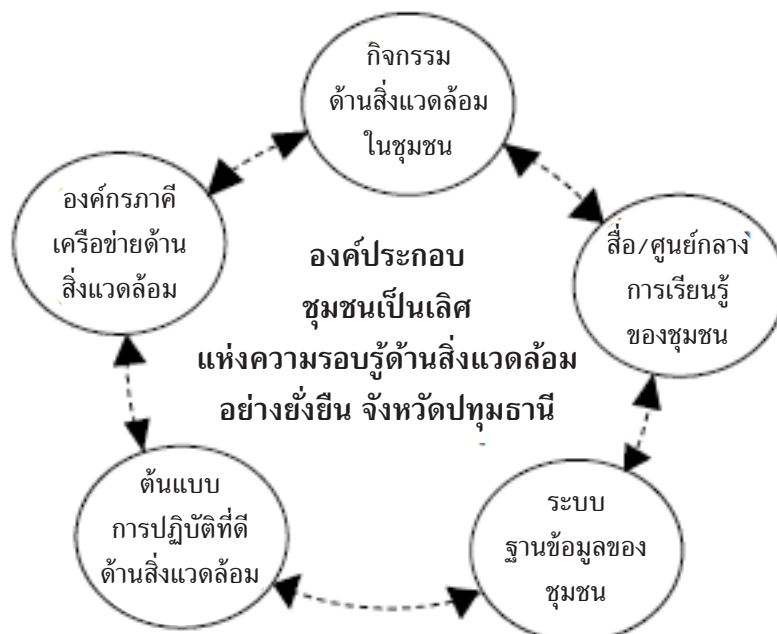 กิจกรรม
ด้านสิ่งแวดล้อม
ในชุมชน
องค์กรภาคี
เครือข่ายด้าน
สิ่งแวดล้อม
สื่อ/ศูนย์กลาง
การเรียนรู้
ของชุมชน
องค์ประกอบ
ชุมชนเป็นเลิศ
แห่งความรอบรู้ด้านสิ่งแวดล้อม
อย่างยั่งยืน จังหวัดปทุมธานี
ต้นแบบ
การปฏิบัติที่ดี
ด้านสิ่งแวดล้อม
ระบบ
ฐานข้อมูลของ
ชุมชน